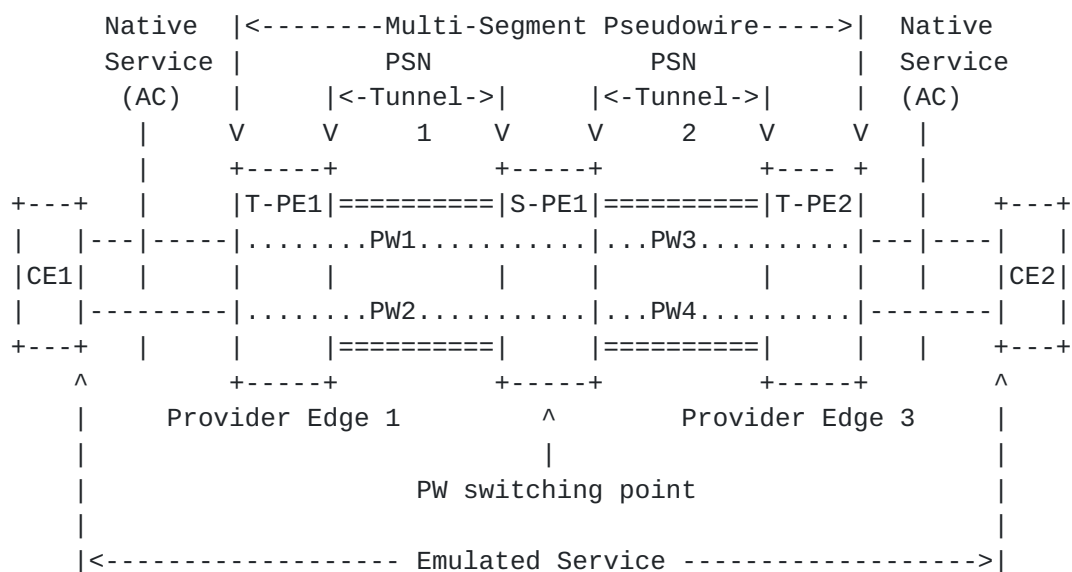 Native  |<--------Multi-Segment Pseudowire----->|  Native
       Service |         PSN              PSN          |  Service
        (AC)   |     |<-Tunnel->|     |<-Tunnel->|     |  (AC)
          |    V     V     1    V     V     2    V     V   |
          |    +-----+          +-----+          +---- +   |
 +---+    |    |T-PE1|==========|S-PE1|==========|T-PE2|   |    +---+
 |   |---|-----|........PW1...........|...PW3..........|---|----|   |
 |CE1|    |    |     |          |     |          |     |   |    |CE2|
 |   |---------|........PW2...........|...PW4..........|--------|   |
 +---+    |    |     |==========|     |==========|     |   |    +---+
     ^         +-----+          +-----+          +-----+        ^
     |     Provider Edge 1         ^        Provider Edge 3     |
     |                             |                            |
     |                     PW switching point                   |
     |                                                          |
     |<------------------- Emulated Service ------------------->|